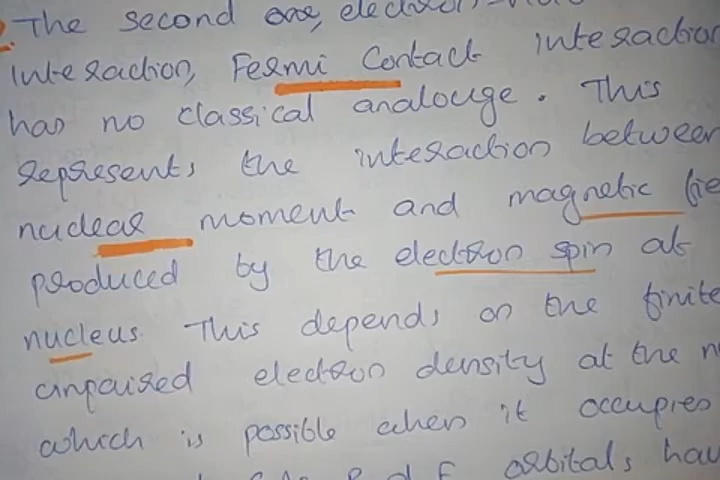 The second one, electron
Interaction, Fermi Contact interaction
has no classical analouge. This
represents the interaction between
nuclear moment and magnetic fie
produced by the electron spin at
nucleus. This depends on the finite
unpaired electron density at the n
which is possible when it occupies
orbitals hav